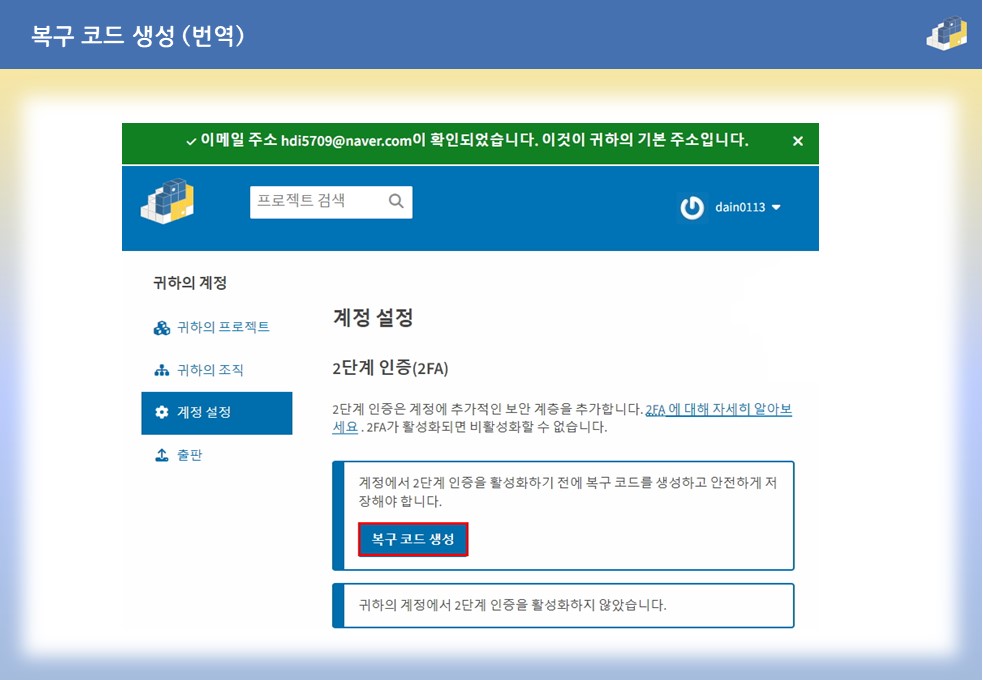 복구 코드 생성 (번역)
이메일 주소 hdi5709@naver.com이 확인되었습니다. 이것이 귀하의 기본 주소입니다.
프로젝트 검색
dain0113
귀하의 계정
귀하의 프로젝트
귀하의 조직
계정 설정
출판
계정 설정
2단계 인증(2FA)
2단계 인증은 계정에 추가적인 보안 계층을 추가합니다. 2FA 에 대해 자세히 알아보
세요 . 2FA가 활성화되면 비활성화할 수 없습니다.
계정에서 2단계 인증을 활성화하기 전에 복구 코드를 생성하고 안전하게 저
장해야 합니다.
복구 코드 생성
귀하의 계정에서 2단계 인증을 활성화하지 않았습니다.